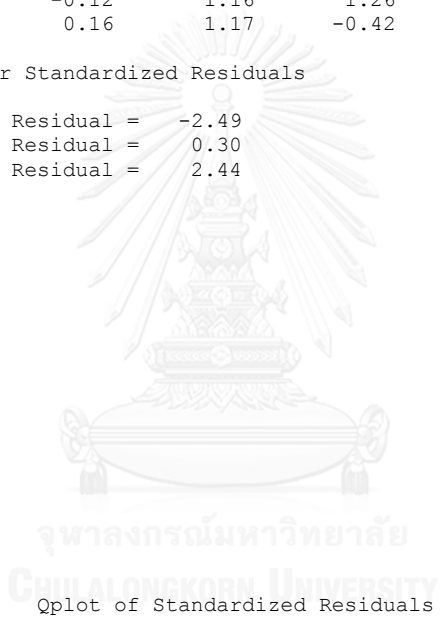 -0.12 1.16 1.26
0.16 1.17 -0.42
r Standardized Residuals
Residual = -2.49
Residual = 0.30
Residual = 2.44
จุฬาลงกรณ์มหาวิทยาลัย
CHULALONGKORN UNIVERSITY
Qplot of Standardized Residuals